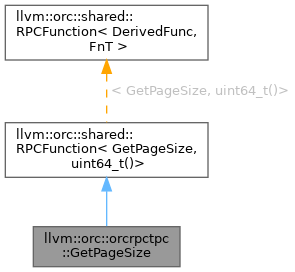 llvm::orc::shared::
RPCFunction< DerivedFunc,
FnT >
< GetPageSize, uint64_t()>
llvm::orc::shared::
RPCFunction< GetPageSize,
uint64_t()>
llvm::orc::orcrpctpc
::GetPageSize